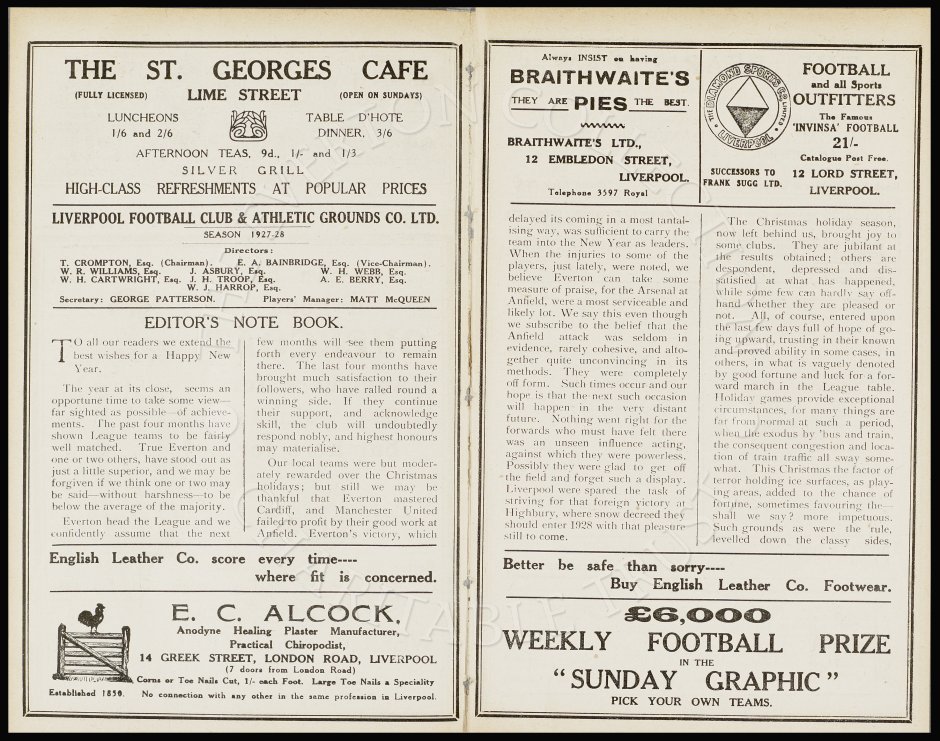 THE ST. GEORGES CAFE
(FULLY LICENSED) LIME STREET (OPEN ON SUNDAYS)
LUNCHEONS
1/6 and 2/6
TABLE D'HOTE
DINNER, 3/6
AFTERNOON TEAS, 9d., 1/- and 1/3
SILVER GRILL
HIGH-CLASS REFRESHMENTS AT POPULAR PRICES
LIVERPOOL FOOTBALL CLUB & ATHLETIC GROUNDS CO. LTD.
SEASON 1927-28
Directors:
T. CROMPTON, Esq. (Chairman). E. A. BAINBRIDGE, Esq. (Vice-Chairman).
W. R. WILLIAMS, Esq. J. ASBURY, Esq. W. H. WEBB, Esq.
W. H. CARTWRIGHT, Esq. J. H. TROOP, Esq. A. E. BERRY, Esq.
W. J. HARROP, Esq.
Secretary: GEORGE PATTERSON. Players' Manager: MATT McQUEEN
EDITOR'S NOTE BOOK.
TO all our readers we extend the
best wishes for a Happy New
Year.
The year at its close, seems an
opportune time to take some view—
far sighted as possible—of achieve-
ments. The past four months have
shown League teams to be fairly
well matched. True Everton and
one or two others, have stood out as
just a little superior, and we may be
forgiven if we think one or two may
be said—without harshness—to be
below the average of the majority.
Everton head the League and we
confidently assume that the next
few months will see them putting
forth every endeavour to remain
there. The last four months have
brought much satisfaction to their
followers, who have ralled round a
winning side. If they continue
their support, and acknowledge
skill, the club will undoubtedly
respond nobly, and highest honours
may materialise.
Our local teams were but moder-
ately rewarded over the Christmas
holidays; but still we may be
thankful that Everton mastered
Cardiff, and Manchester United
failed to profit by their good work at
Anfield. Everton's victory, which
English Leather Co. score every time----
where fit is concerned.
E. C. ALCOCK,
Anodyne Healing Plaster Manufacturer,
Practical Chiropodist,
14 GREEK STREET, LONDON ROAD, LIVERPOOL
(7 doors from London Road)
Corns or Toe Nails Cut, 1/- each Foot. Large Toe Nails a Speciality
Established 1850. No connection with any other in the same profession in Liverpool.
Always INSIST on having
BRAITHWAITE'S
THEY ARE PIES THE BEST.
BRAITHWAITE'S LTD.,
12 EMBLEDON STREET,
LIVERPOOL.
Telephone 3597 Royal
THE DIAMOND SPORTS CO. LIMITED
LIVERPOOL
SUCCESSORS TO
FRANK SUGG LTD.
FOOTBALL
and all Sports
OUTFITTERS
The Famous
'INVINSA' FOOTBALL
21/-
Catalogue Post Free.
12 LORD STREET,
LIVERPOOL.
delayed its coming in a most tantal-
ising way, was sufficient to carry the
team into the New Year as leaders.
When the injuries to some of the
players, just lately, were noted, we
believe Everton can take some
measure of praise, for the Arsenal at
Anfield, were a most serviceable and
likely lot. We say this even though
we subscribe to the belief that the
Anfield attack was seldom in
evidence, rarely cohesive, and alto-
gether quite unconvincing in its
methods. They were completely
off form. Such times occur and our
hope is that the next such occasion
will happen in the very distant
future. Nothing went right for the
forwards who must have felt there
was an unseen influence acting,
against which they were powerless.
Possibly they were glad to get off
the field and forget such a display.
Liverpool were spared the task of
striving for that foreign victory at
Highbury, where snow decreed they
should enter 1928 with that pleasure
still to come.
The Christmas holiday season,
now left behind us, brought joy to
some clubs. They are jubilant at
the results obtained; others are
despondent, depressed and dis-
satisfied at what has happened,
while some few can hardly say off-
hand whether they are pleased or
not. All, of course, entered upon
the last few days full of hope of go-
ing upward, trusting in their known
and proved ability in some cases, in
others, in what is vaguely denoted
by good fortune and luck for a for-
ward march in the League table.
Holiday games provide exceptional
circumstances, for many things are
far from normal at such a period,
when the exodus by 'bus and train,
the consequent congestion and loca-
tion of train traffic all sway some-
what. This Christmas the factor of
terror holding ice surfaces, as play-
ing areas, added to the chance of
fortune, sometimes favouring the—
shall we say? more impetuous.
Such grounds as were the rule,
levelled down the classy sides,
Better be safe than sorry----
Buy English Leather Co. Footwear.
£6,000
WEEKLY FOOTBALL PRIZE
IN THE
"SUNDAY GRAPHIC"
PICK YOUR OWN TEAMS.